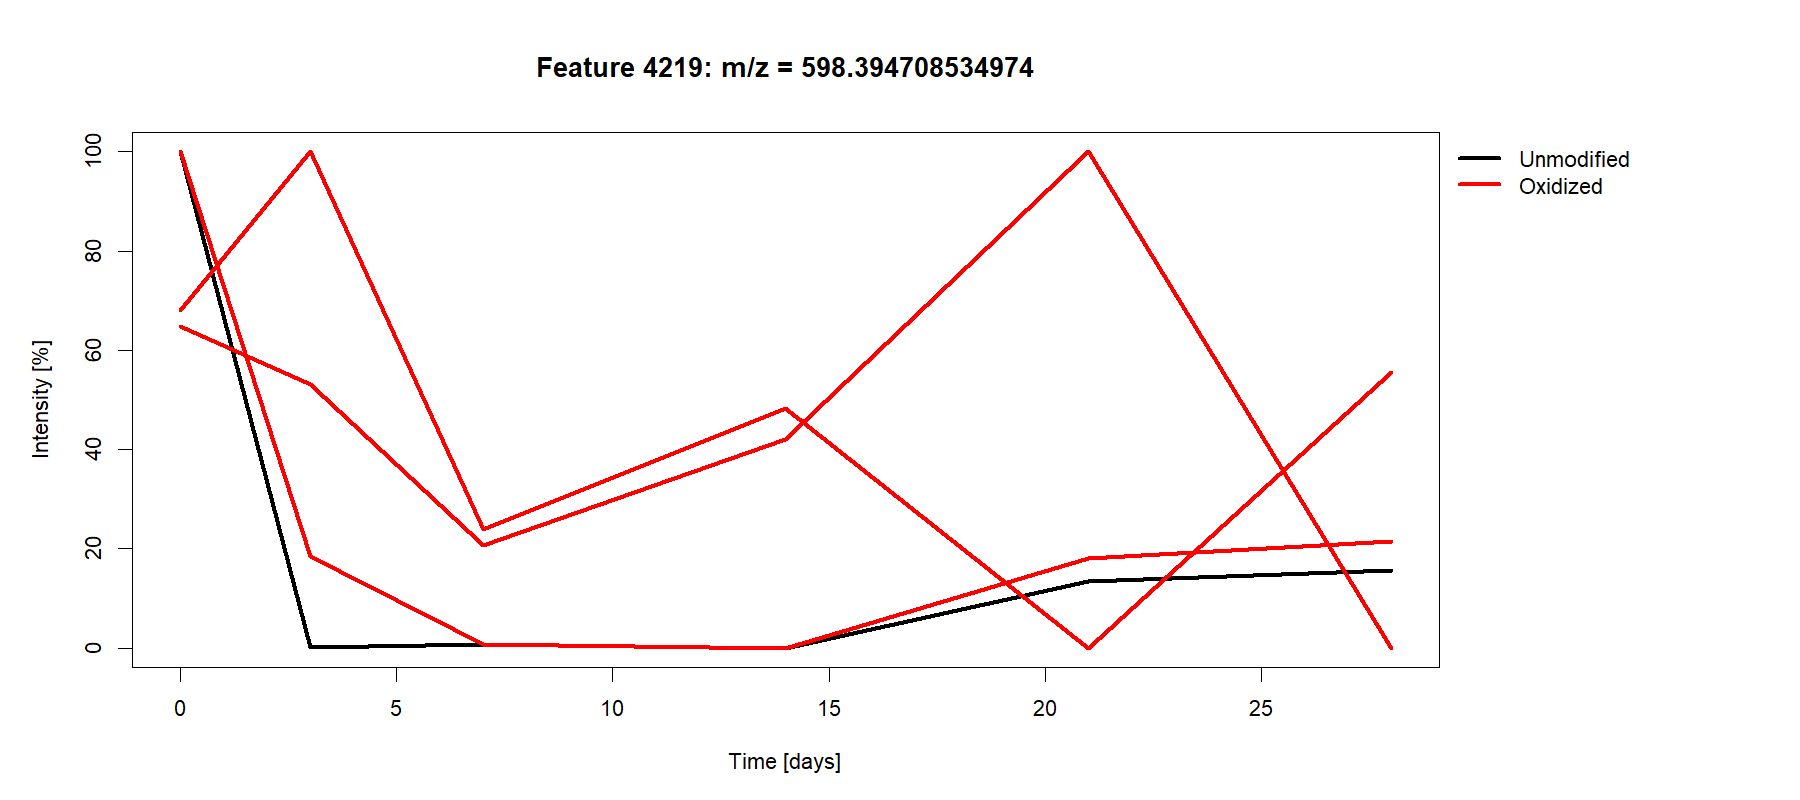 Feature 4219: m/z = 598.394708534974
Unmodified
Oxidized
Intensity [%]
100
80
60
40
20
0
0 5 10 15 20 25
Time [days]